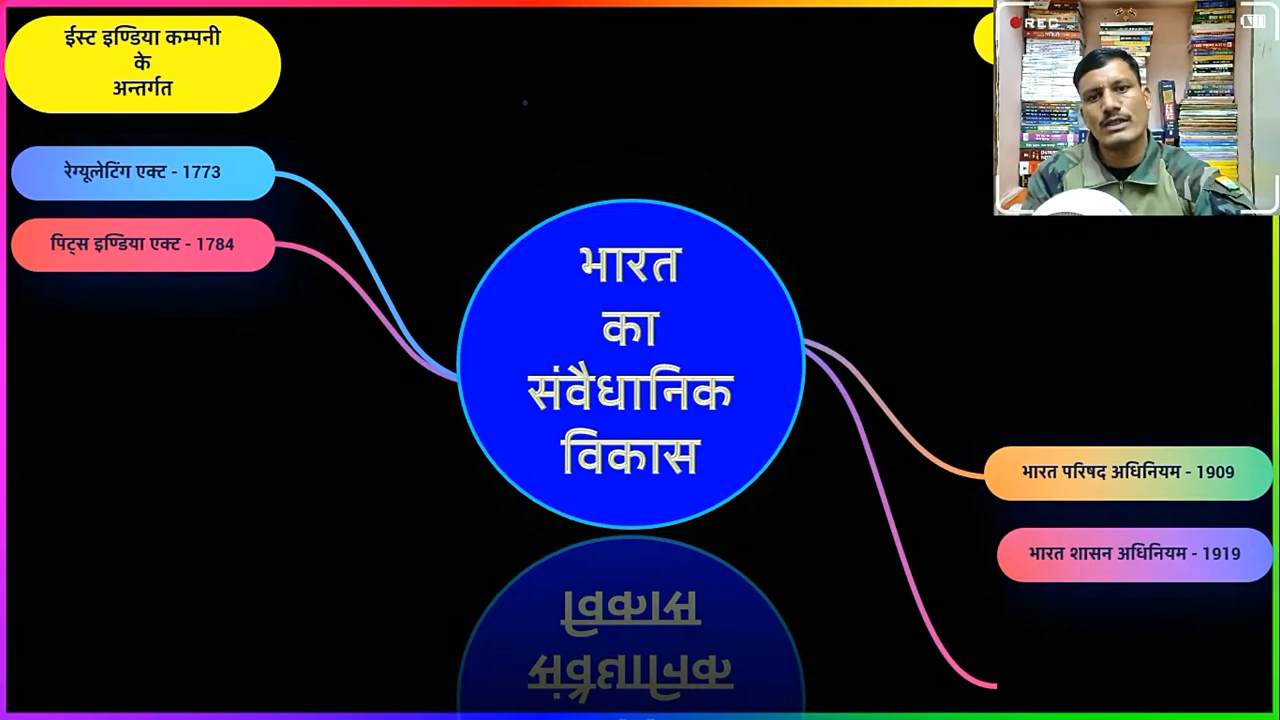 ईस्ट इण्डिया कम्पनी
के
अन्तर्गत
रेग्यूलेटिंग एक्ट - 1773
पिट्स इण्डिया एक्ट - 1784
भारत
का
संवैधानिक
विकास
REC
भारत परिषद अधिनियम - 1909
भारत शासन अधिनियम - 1919
विकास
संवैधानिक